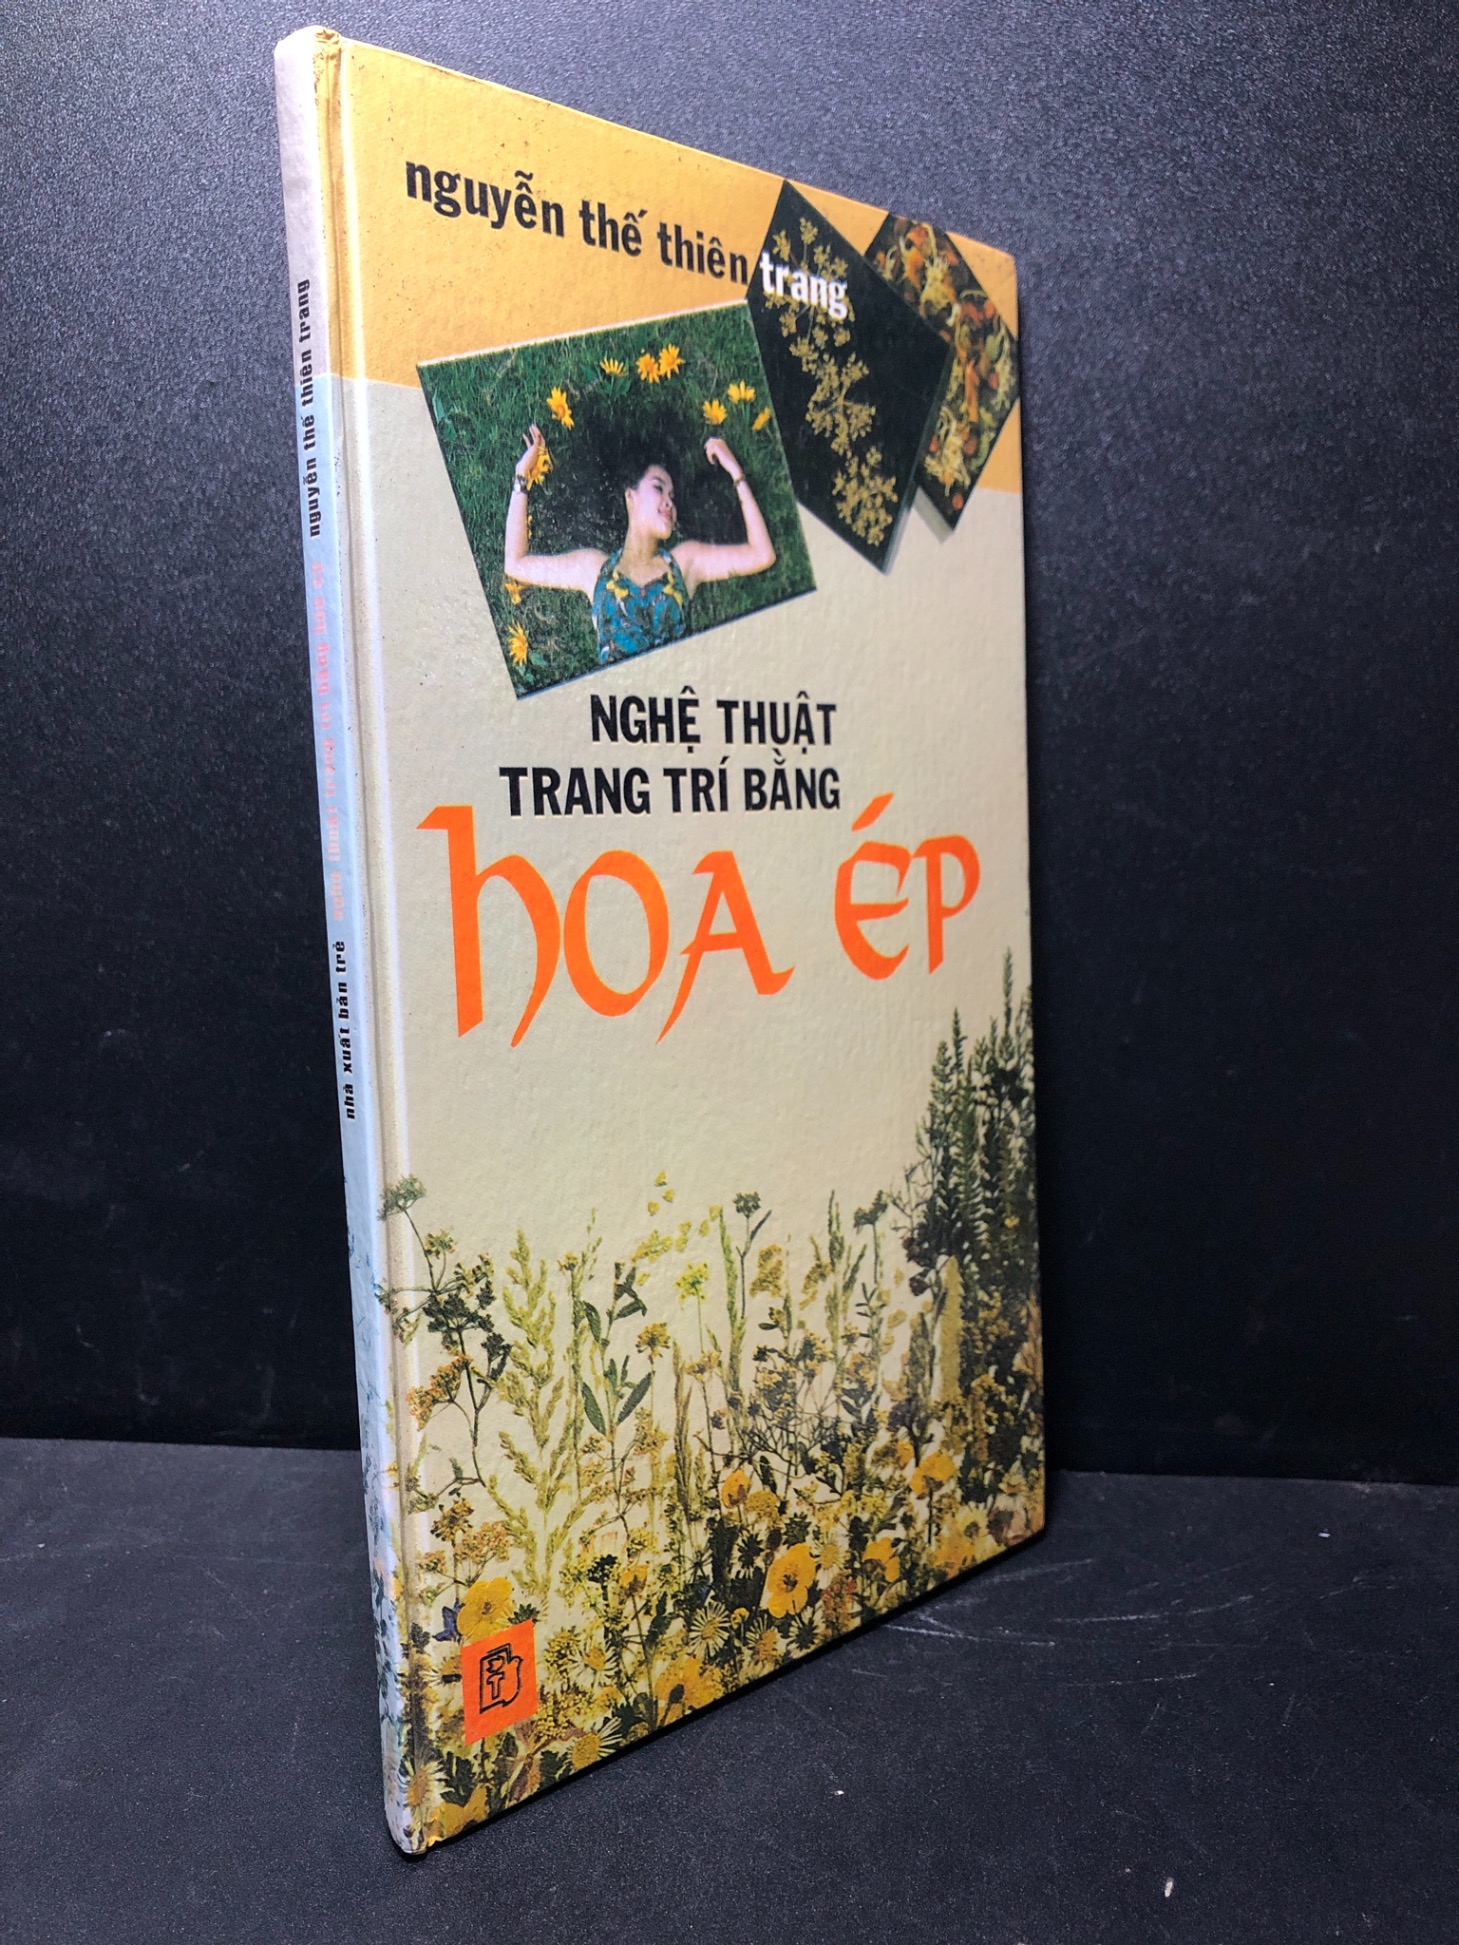 nguyễn thế thiên trang
NGHỆ THUẬT
TRANG TRÍ BẰNG
HOA ÉP
nguyễn thế thiên trang
nghệ thuật trang trí bằng hoa ép
nhà xuất bản trẻ